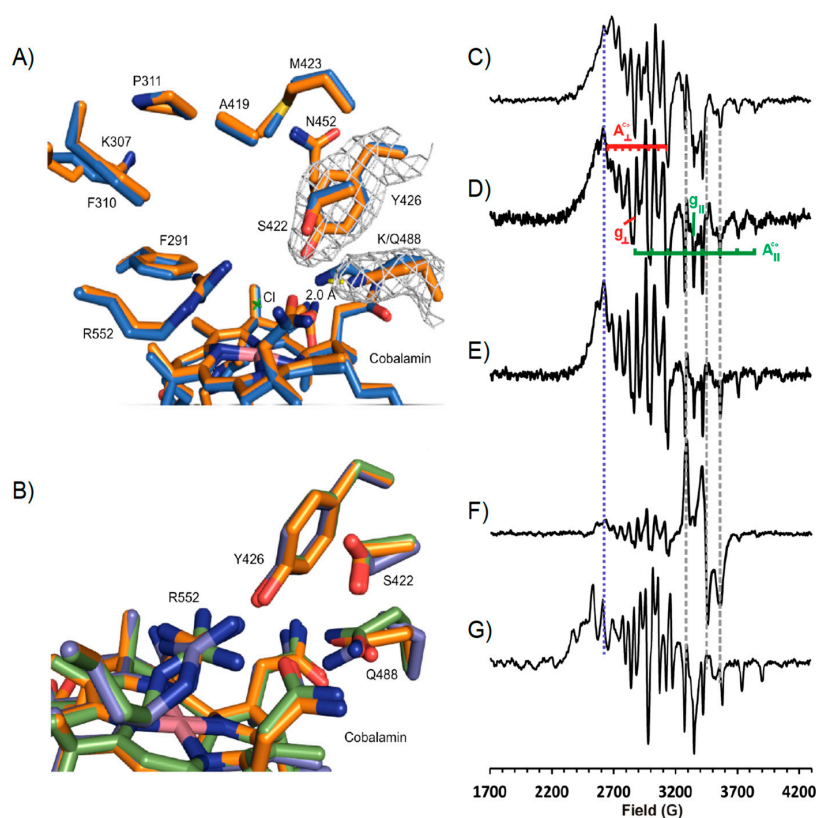 A)
M423
P311
A419
N452
K307
F310
S422
Y426
F291
K/Q488
Cl
2.0 Å
R552
Cobalamin
B)
Y426
S422
R552
Q488
Cobalamin
C)
A⊥Co
D)
g||
g⊥
A||Co
E)
F)
G)
1700 2200 2700 3200 3700 4200
Field (G)